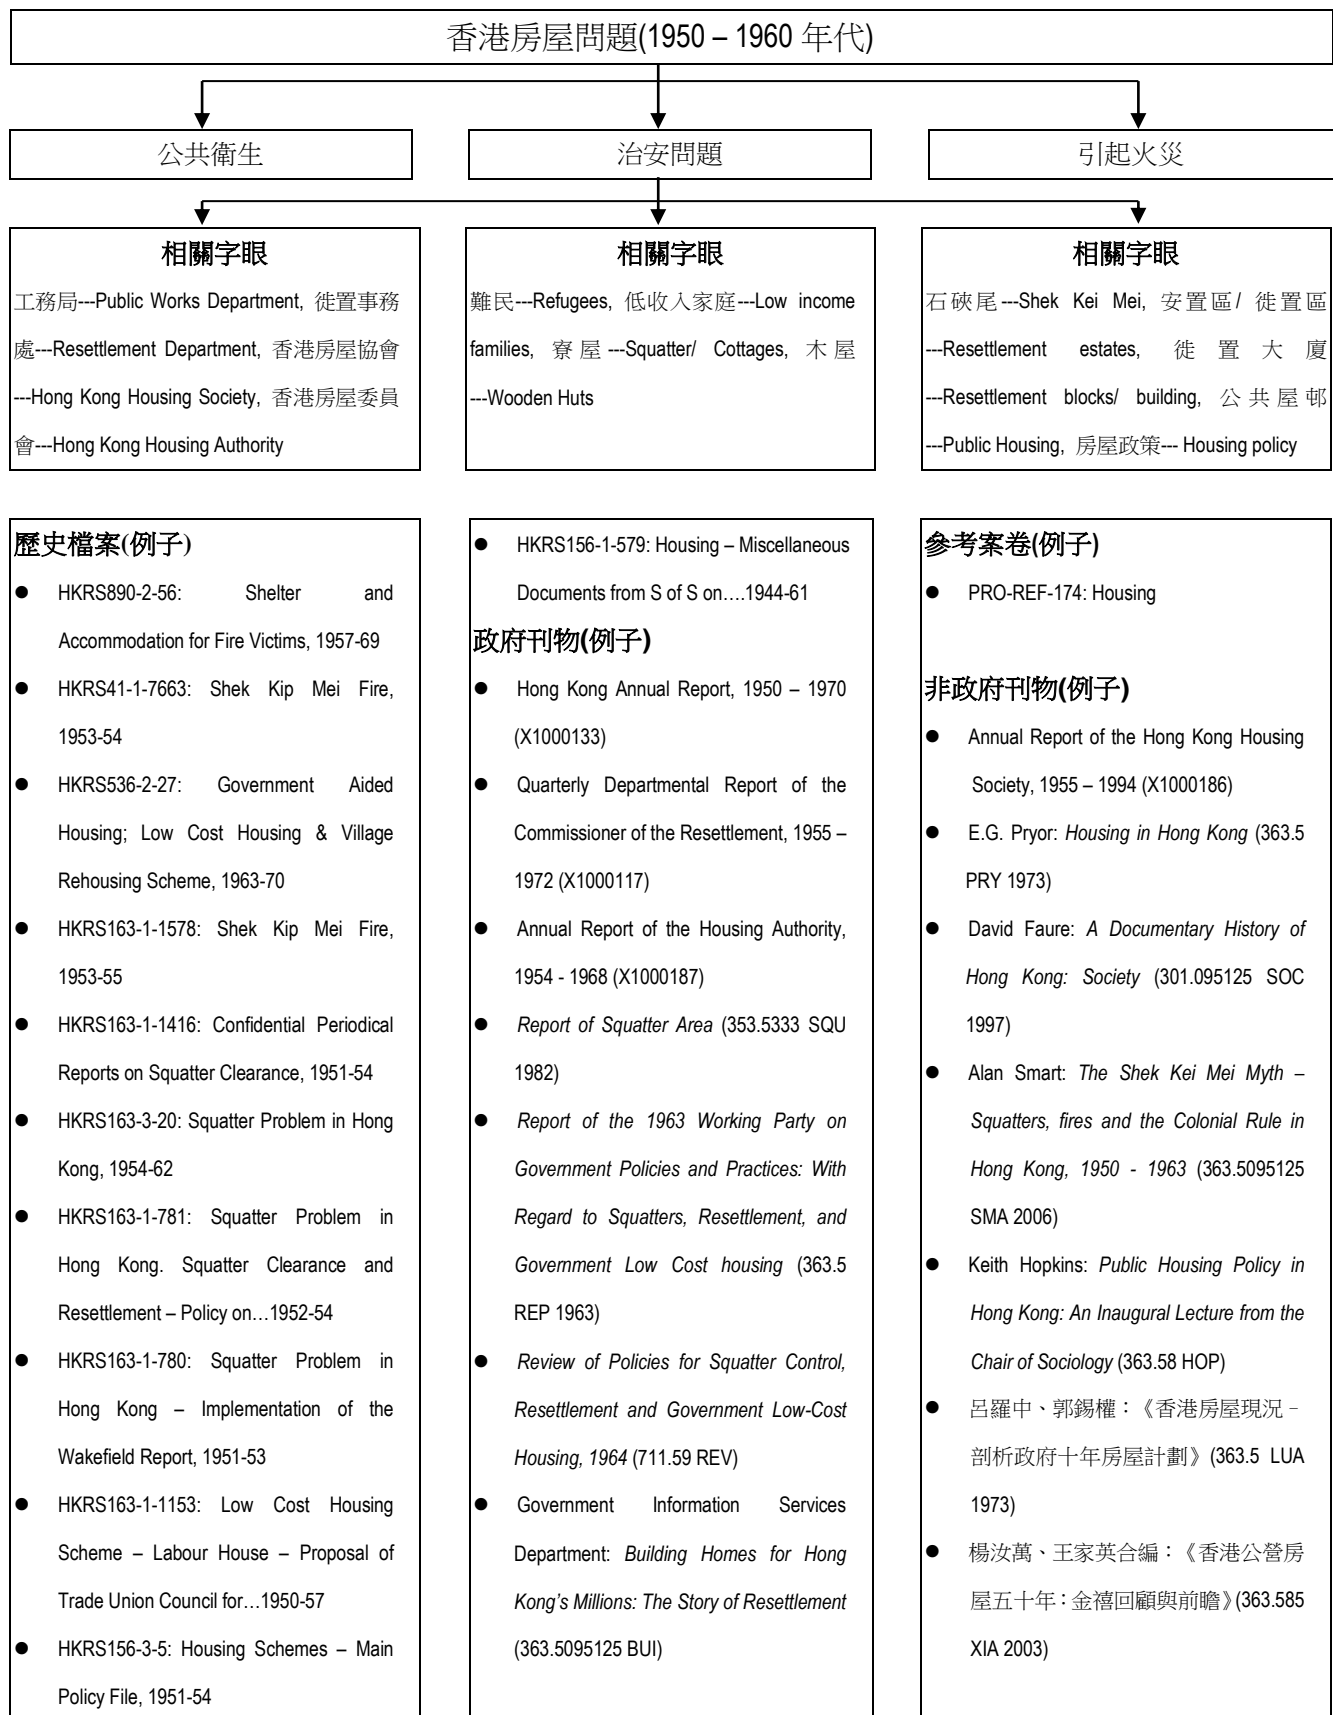 香港房屋問題(1950 – 1960 年代)
公共衛生
治安問題
引起火災
相關字眼
工務局---Public Works Department, 徙置事務
處---Resettlement Department, 香港房屋協會
---Hong Kong Housing Society, 香港房屋委員
會---Hong Kong Housing Authority
相關字眼
難民---Refugees, 低收入家庭---Low income
families, 寮屋---Squatter/ Cottages, 木屋
---Wooden Huts
相關字眼
石硤尾---Shek Kei Mei, 安置區/ 徙置區
---Resettlement estates, 徙置大廈
---Resettlement blocks/ building, 公共屋邨
---Public Housing, 房屋政策--- Housing policy
歷史檔案(例子)
● HKRS890-2-56: Shelter and
Accommodation for Fire Victims, 1957-69
● HKRS41-1-7663: Shek Kip Mei Fire,
1953-54
● HKRS536-2-27: Government Aided
Housing; Low Cost Housing & Village
Rehousing Scheme, 1963-70
● HKRS163-1-1578: Shek Kip Mei Fire,
1953-55
● HKRS163-1-1416: Confidential Periodical
Reports on Squatter Clearance, 1951-54
● HKRS163-3-20: Squatter Problem in Hong
Kong, 1954-62
● HKRS163-1-781: Squatter Problem in
Hong Kong. Squatter Clearance and
Resettlement – Policy on…1952-54
● HKRS163-1-780: Squatter Problem in
Hong Kong – Implementation of the
Wakefield Report, 1951-53
● HKRS163-1-1153: Low Cost Housing
Scheme – Labour House – Proposal of
Trade Union Council for…1950-57
● HKRS156-3-5: Housing Schemes – Main
Policy File, 1951-54
● HKRS156-1-579: Housing – Miscellaneous
Documents from S of S on….1944-61
政府刊物(例子)
● Hong Kong Annual Report, 1950 – 1970
(X1000133)
● Quarterly Departmental Report of the
Commissioner of the Resettlement, 1955 –
1972 (X1000117)
● Annual Report of the Housing Authority,
1954 - 1968 (X1000187)
● Report of Squatter Area (353.5333 SQU
1982)
● Report of the 1963 Working Party on
Government Policies and Practices: With
Regard to Squatters, Resettlement, and
Government Low Cost housing (363.5
REP 1963)
● Review of Policies for Squatter Control,
Resettlement and Government Low-Cost
Housing, 1964 (711.59 REV)
● Government Information Services
Department: Building Homes for Hong
Kong’s Millions: The Story of Resettlement
(363.5095125 BUI)
參考案卷(例子)
● PRO-REF-174: Housing
非政府刊物(例子)
● Annual Report of the Hong Kong Housing
Society, 1955 – 1994 (X1000186)
● E.G. Pryor: Housing in Hong Kong (363.5
PRY 1973)
● David Faure: A Documentary History of
Hong Kong: Society (301.095125 SOC
1997)
● Alan Smart: The Shek Kei Mei Myth –
Squatters, fires and the Colonial Rule in
Hong Kong, 1950 - 1963 (363.5095125
SMA 2006)
● Keith Hopkins: Public Housing Policy in
Hong Kong: An Inaugural Lecture from the
Chair of Sociology (363.58 HOP)
● 呂羅中、郭錫權：《香港房屋現況–
剖析政府十年房屋計劃》(363.5 LUA
1973)
● 楊汝萬、王家英合編：《香港公營房
屋五十年：金禧回顧與前瞻》(363.585
XIA 2003)